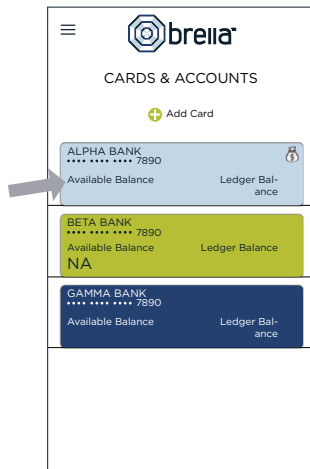 brella
CARDS & ACCOUNTS
Add Card
ALPHA BANK
•••• •••• •••• 7890
Available Balance Ledger Bal-
ance
BETA BANK
•••• •••• •••• 7890
Available Balance Ledger Balance
NA
GAMMA BANK
•••• •••• •••• 7890
Available Balance Ledger Bal-
ance